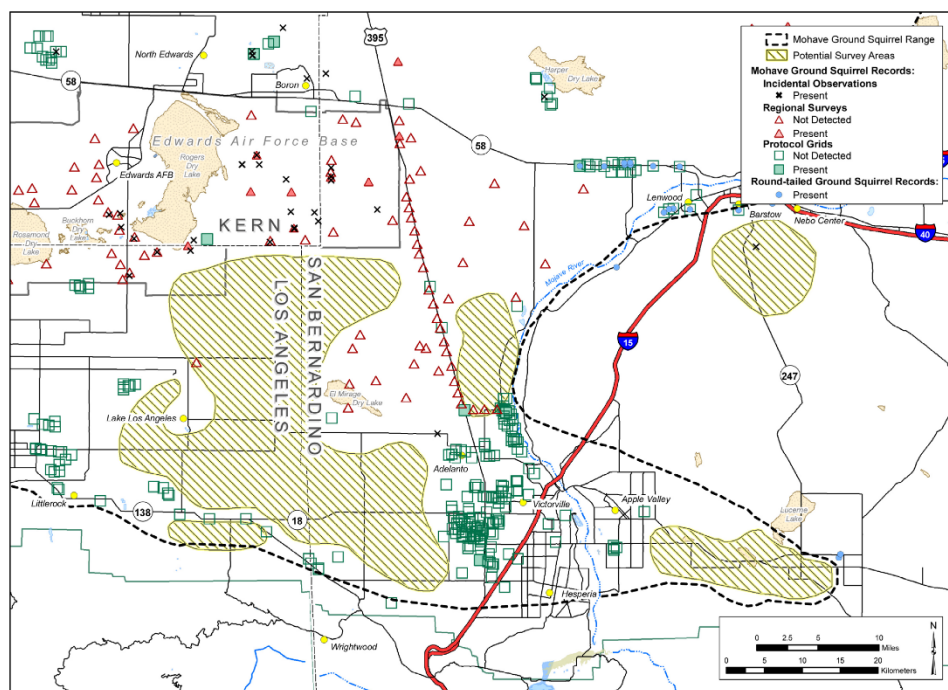 395
North Edwards
58
Boron
Harper
Dry Lake
Mohave Ground Squirrel Range
Potential Survey Areas
Mohave Ground Squirrel Records:
Incidental Observations
Present
Regional Surveys
Not Detected
Present
Protocol Grids
Not Detected
Present
Round-tailed Ground Squirrel Records:
Present
Edwards Air Force Base
Rogers
Dry
Lake
Edwards AFB
58
KERN
Buckhorn
Dry
Lake
Rosamond
Dry
Lake
Lenwood
Barstow
Nebo Center
40
Mojave River
SAN BERNARDINO
LOS ANGELES
15
247
El Mirage
Dry Lake
Lake Los Angeles
Adelanto
Littlerock
138
18
Victorville
Apple Valley
Lucerne
Lake
Hesperia
Wrightwood
N
0 2.5 5 10
Miles
0 5 10 15 20
Kilometers